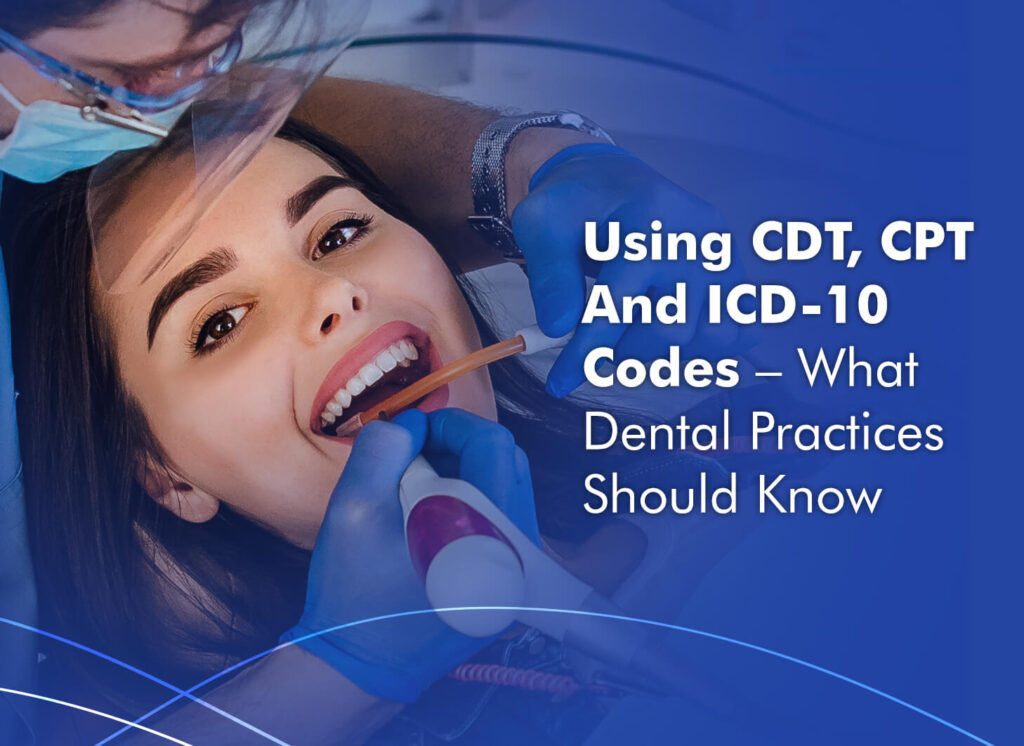 Using CDT, CPT
And ICD-10
Codes – What
Dental Practices
Should Know